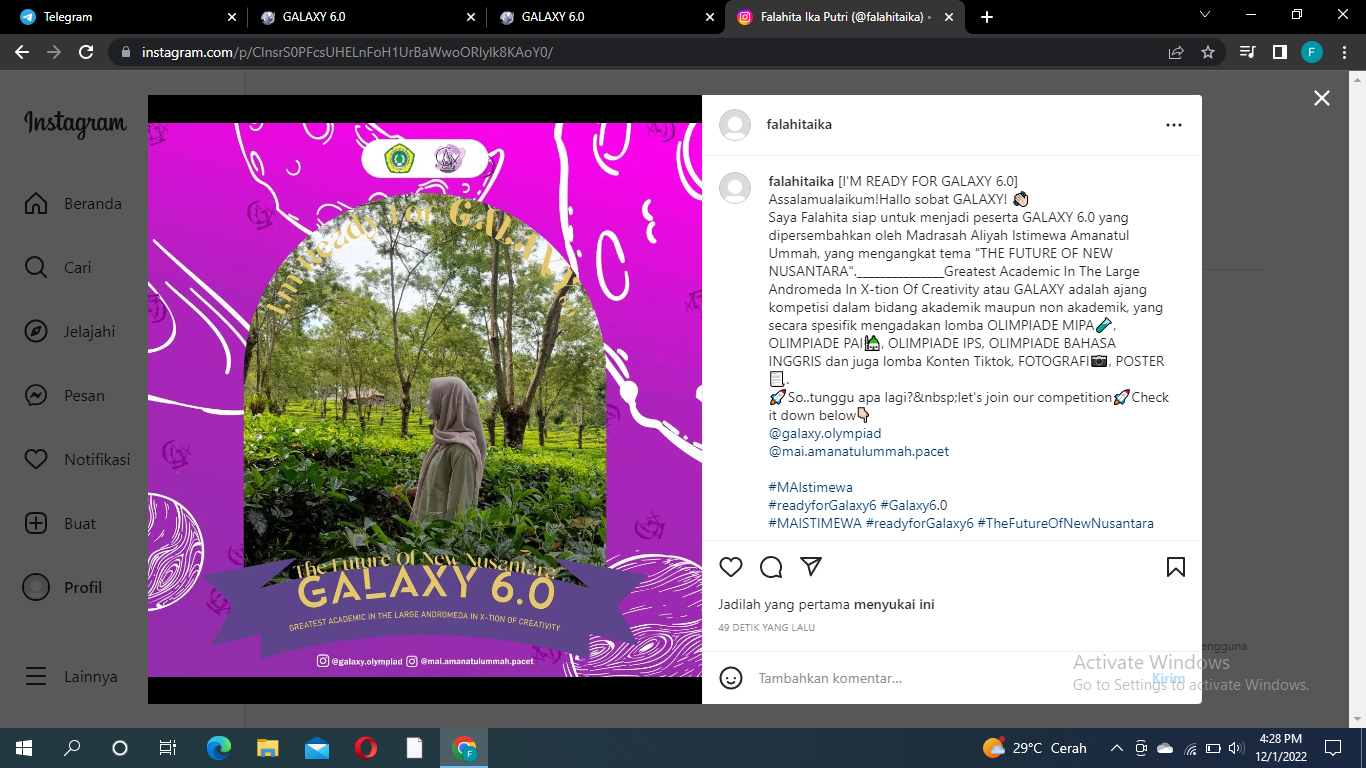 Telegram
GALAXY 6.0
GALAXY 6.0
Falahita Ika Putri (@falahitaika) •
instagram.com/p/ClnsrS0PFcsUHELnFoH1UrBaWwoORlylk8KAoY0/
F
Instagram
Beranda
Cari
Jelajahi
Pesan
Notifikasi
Buat
Profil
Lainnya
I'm Ready for GALAXY 6.0
The Future Of New Nusantara
GALAXY 6.0
GREATEST ACADEMIC IN THE LARGE ANDROMEDA IN X-TION OF CREATIVITY
@galaxy.olympiad @mai.amanatulummah.pacet
falahitaika
falahitaika [I'M READY FOR GALAXY 6.0]
Assalamualaikum!Hallo sobat GALAXY! 👋🏻
Saya Falahita siap untuk menjadi peserta GALAXY 6.0 yang
dipersembahkan oleh Madrasah Aliyah Istimewa Amanatul
Ummah, yang mengangkat tema "THE FUTURE OF NEW
NUSANTARA"._______________Greatest Academic In The Large
Andromeda In X-tion Of Creativity atau GALAXY adalah ajang
kompetisi dalam bidang akademik maupun non akademik, yang
secara spesifik mengadakan lomba OLIMPIADE MIPA🧪,
OLIMPIADE PAI🕌, OLIMPIADE IPS, OLIMPIADE BAHASA
INGGRIS dan juga lomba Konten Tiktok, FOTOGRAFI📷, POSTER
📃.
🚀So..tunggu apa lagi?&nbsp;let's join our competition🚀Check
it down below👇🏻
@galaxy.olympiad
@mai.amanatulummah.pacet
#MAIstimewa
#readyforGalaxy6 #Galaxy6.0
#MAISTIMEWA #readyforGalaxy6 #TheFutureOfNewNusantara
Jadilah yang pertama menyukai ini
49 DETIK YANG LALU
Tambahkan komentar...
Kirim
engguna
Activate Windows
Go to Settings to activate Windows.
29°C Cerah
4:28 PM
12/1/2022